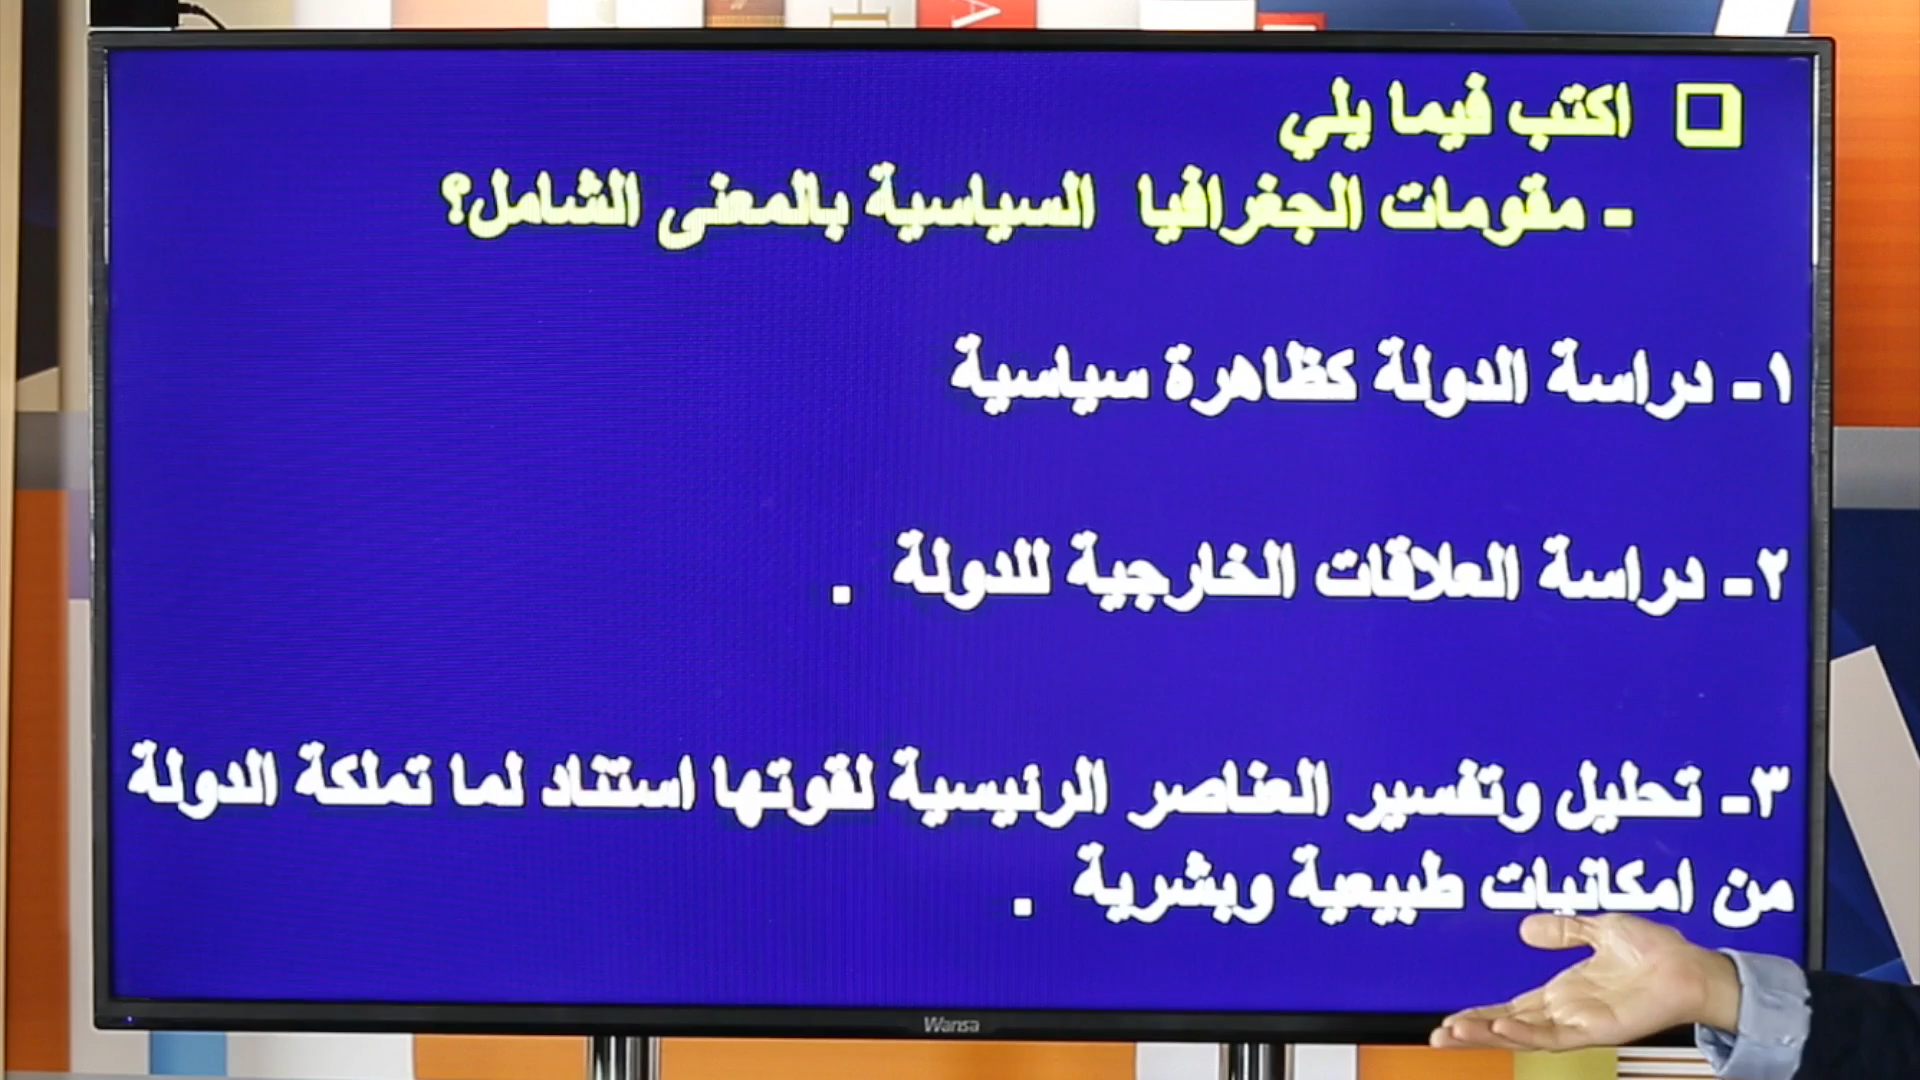 اكتب فيما يلي
- مقومات الجغرافيا السياسية بالمعنى الشامل؟
١- دراسة الدولة كظاهرة سياسية
٢- دراسة العلاقات الخارجية للدولة .
٣- تحليل وتفسير العناصر الرئيسية لقوتها استناد لما تملكة الدولة
من امكانيات طبيعية وبشرية .
Wansa